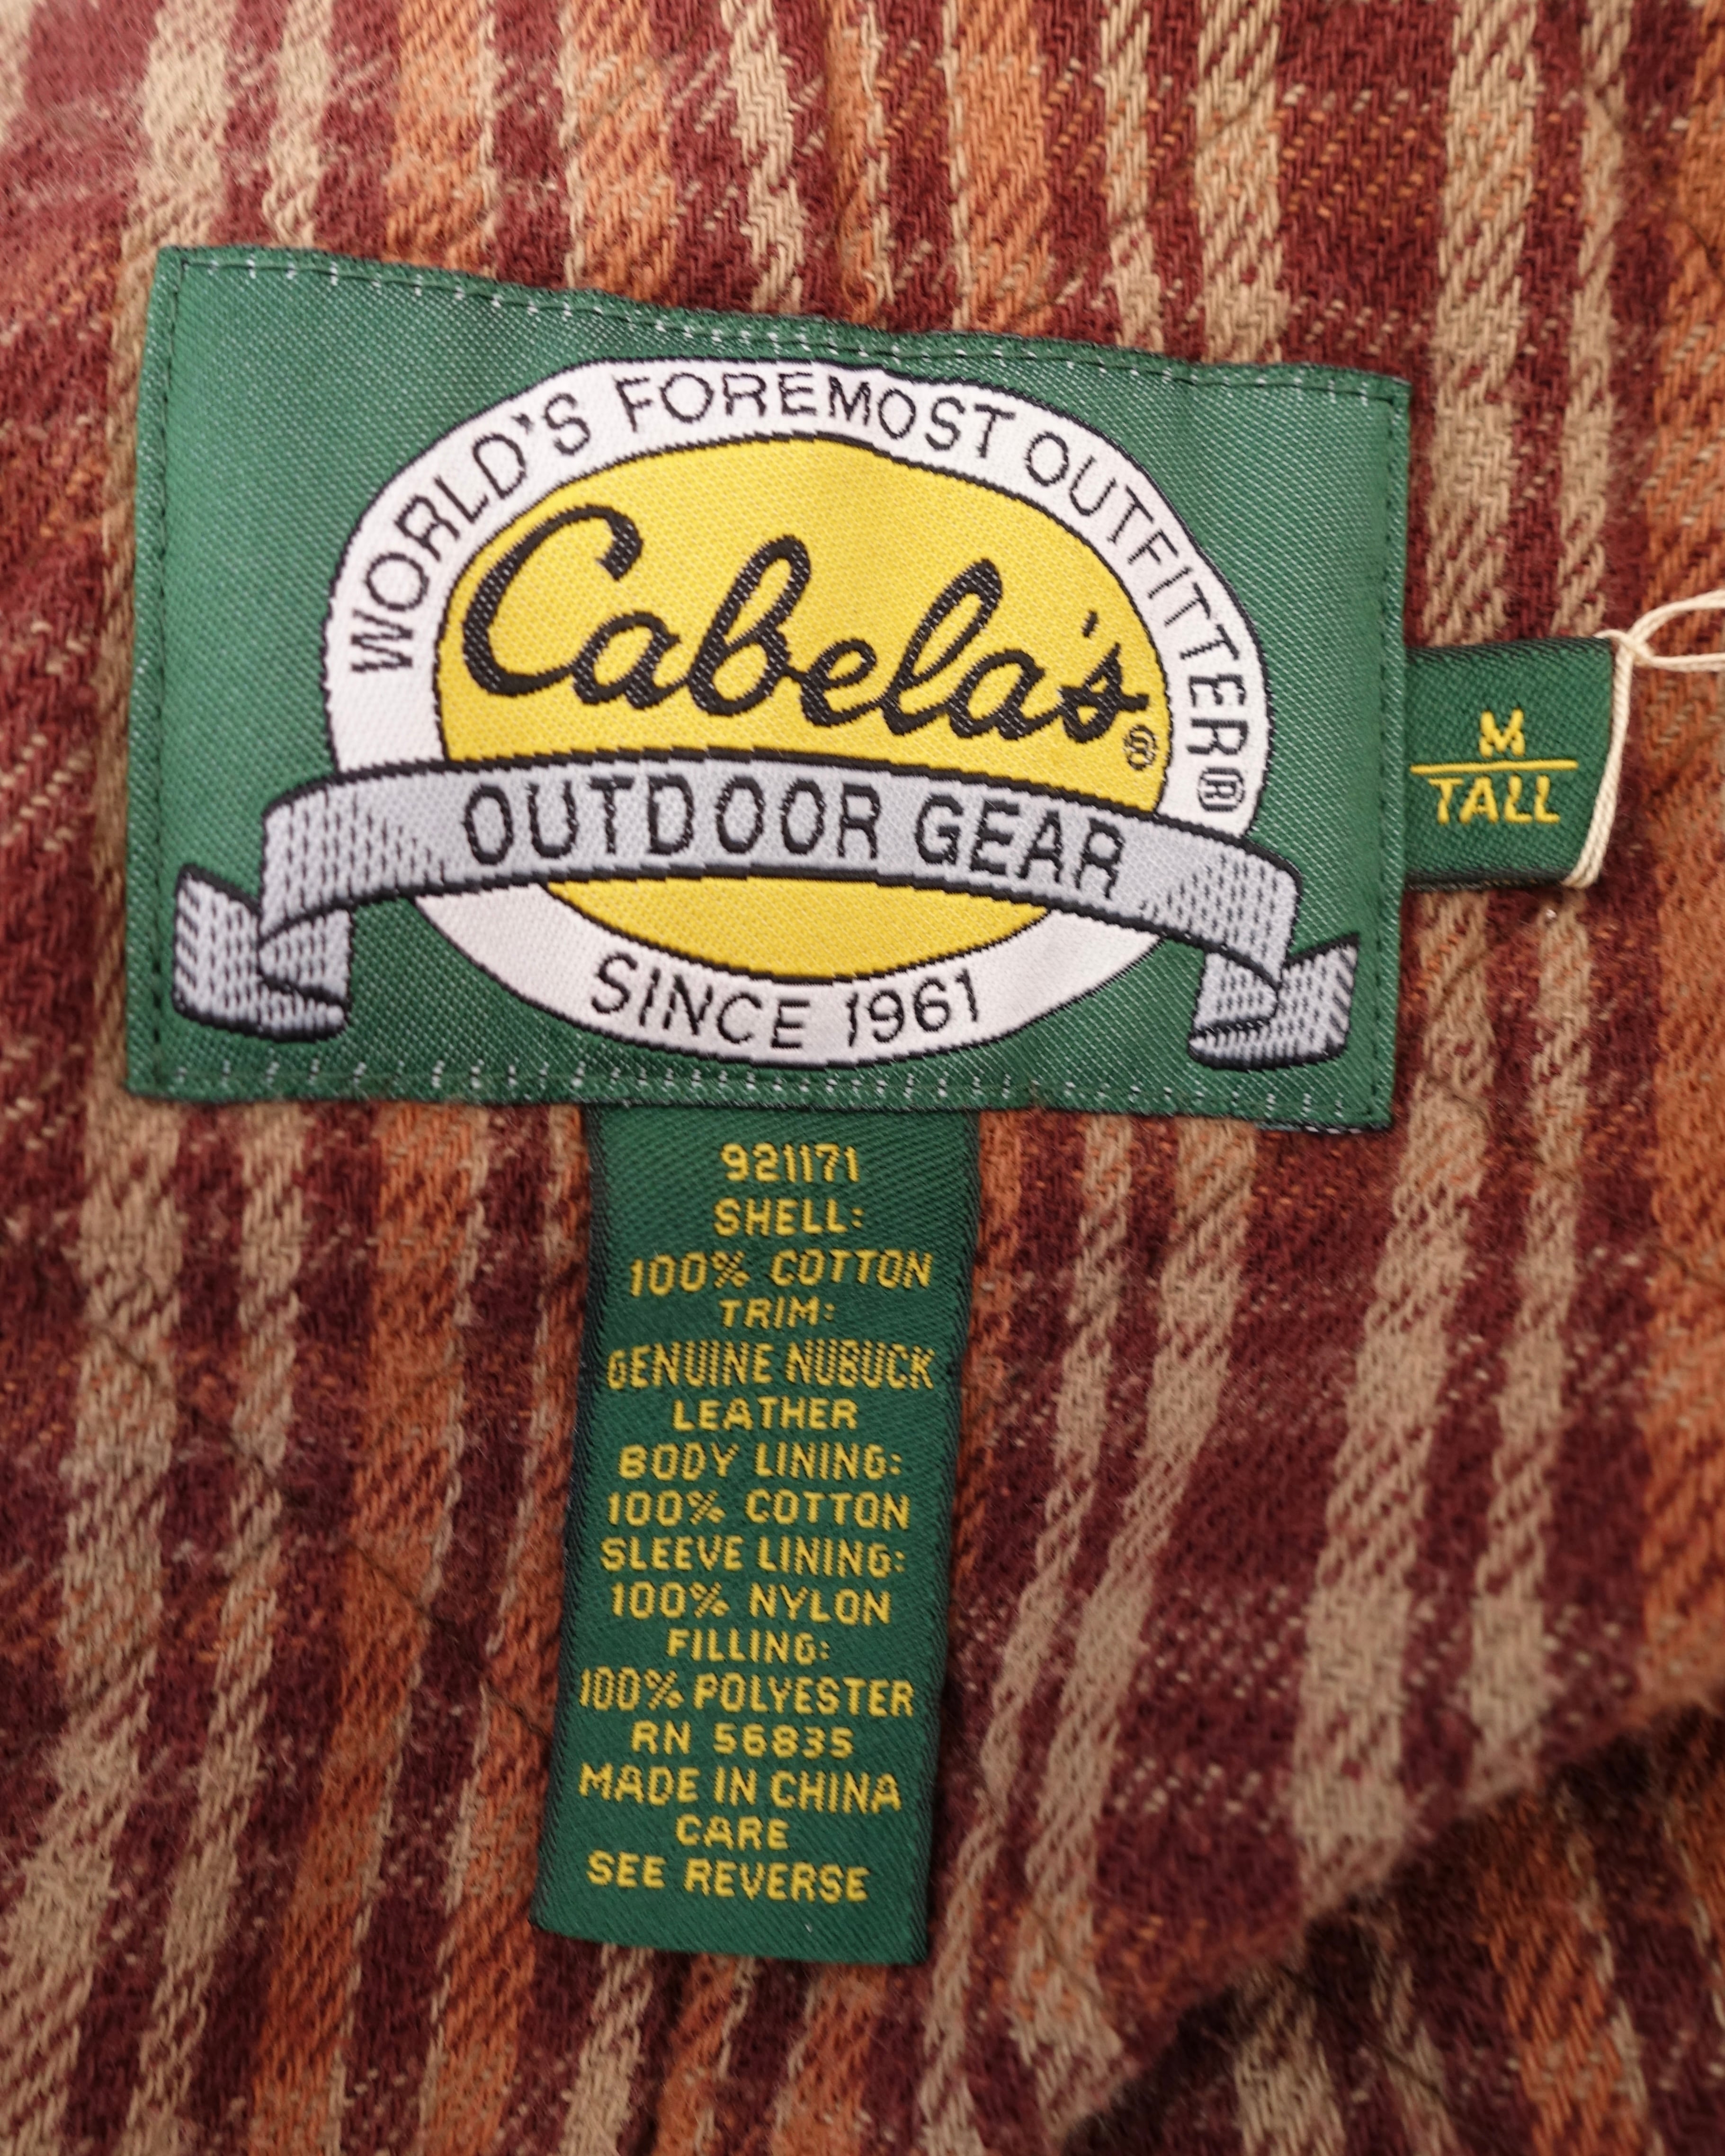 WORLD'S FOREMOST OUTFITTER®
Cabela's®
OUTDOOR GEAR
SINCE 1961
M
TALL
921171
SHELL:
100% COTTON
TRIM:
GENUINE NUBUCK
LEATHER
BODY LINING:
100% COTTON
SLEEVE LINING:
100% NYLON
FILLING:
100% POLYESTER
RN 56835
MADE IN CHINA
CARE
SEE REVERSE